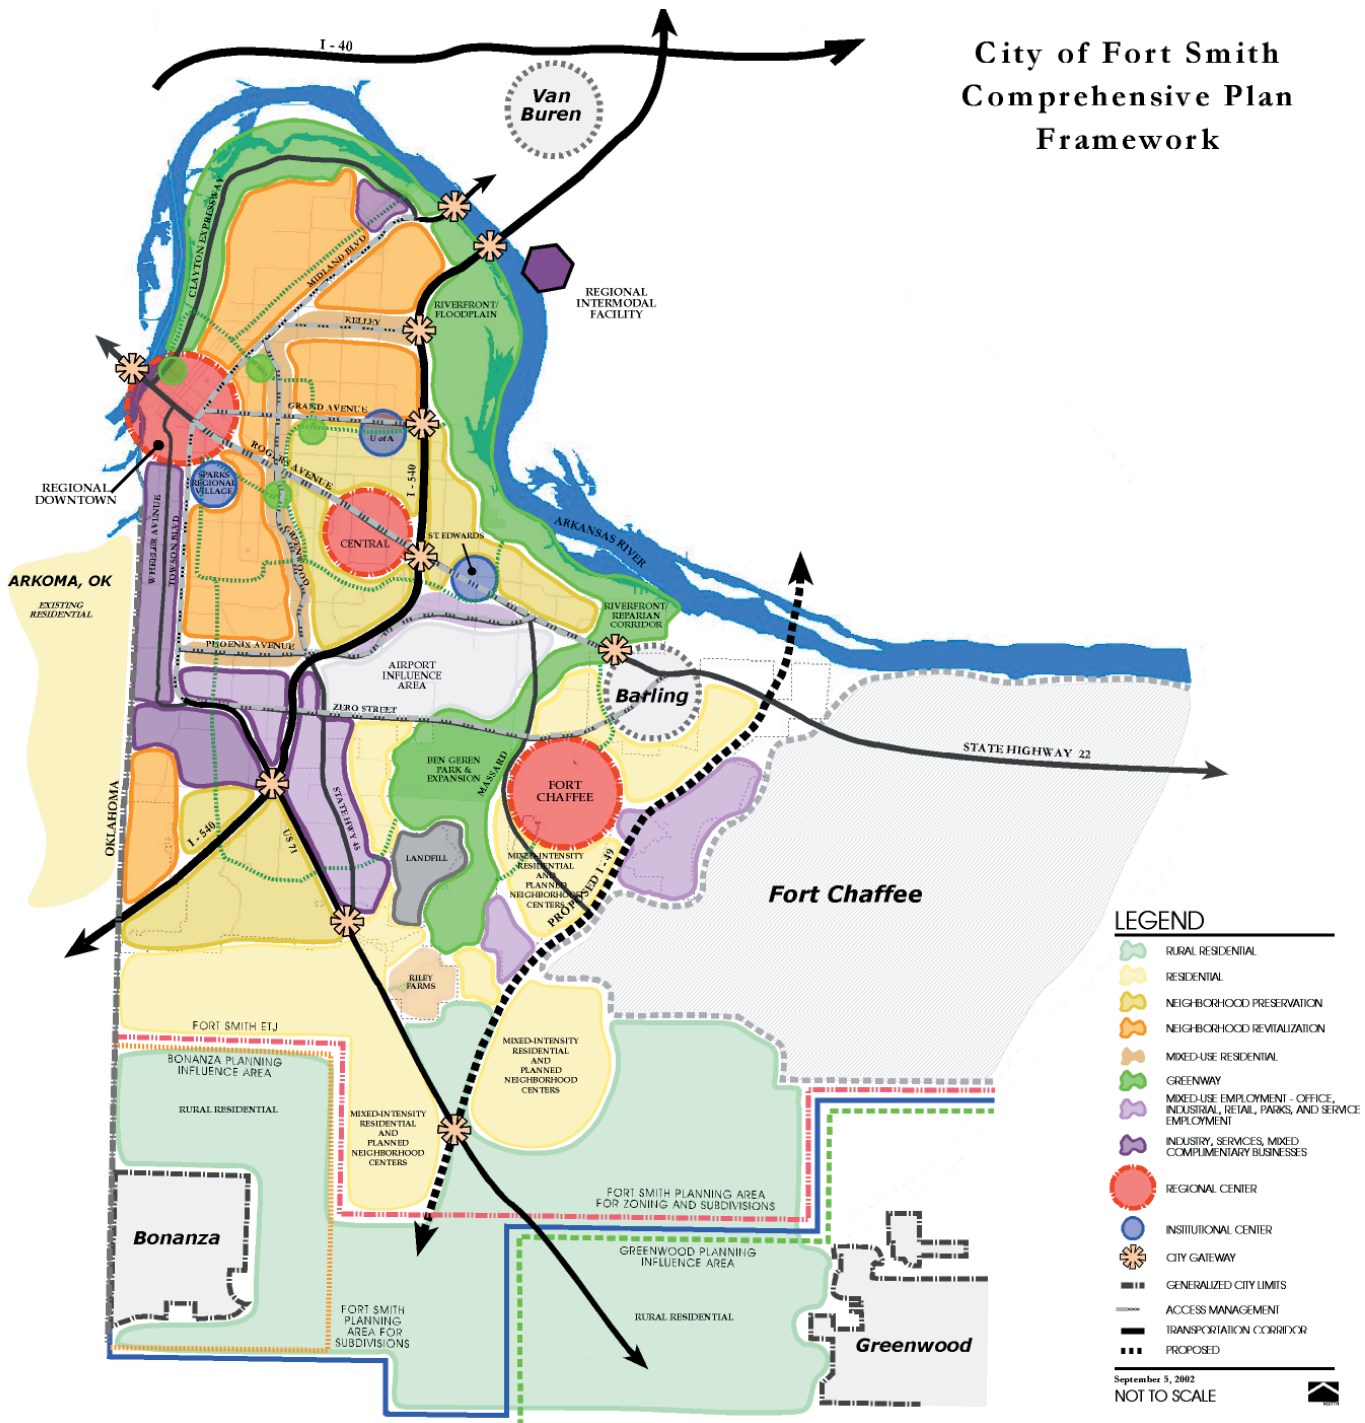 City of Fort Smith
Comprehensive Plan
Framework
I - 40
Van
Buren
CLAYTON EXPRESSWAY
MIDLAND BLVD
REGIONAL
INTERMODAL
FACILITY
RIVERFRONT/
FLOODPLAIN
KELLEY
GRAND AVENUE
U of A
ROGERS AVENUE
I - 540
REGIONAL
DOWNTOWN
SPARKS
REGIONAL
VILLAGE
WHEELER AVENUE
TOWSON BLVD
GREENWOOD
CENTRAL
ST. EDWARDS
ARKANSAS RIVER
ARKOMA, OK
EXISTING
RESIDENTIAL
RIVERFRONT/
REPARIAN
CORRIDOR
PHOENIX AVENUE
AIRPORT
INFLUENCE
AREA
Barling
ZERO STREET
STATE HIGHWAY 22
BEN GEREN
PARK &
EXPANSION
MASSARD
FORT
CHAFFEE
OKLAHOMA
I - 540
US 71
STATE HWY 45
LANDFILL
MIXED-INTENSITY
RESIDENTIAL
AND
PLANNED
NEIGHBORHOOD
CENTERS
PROPOSED I - 49
Fort Chaffee
RILEY
FARMS
FORT SMITH ETJ
BONANZA PLANNING
INFLUENCE AREA
RURAL RESIDENTIAL
MIXED-INTENSITY
RESIDENTIAL
AND
PLANNED
NEIGHBORHOOD
CENTERS
MIXED-INTENSITY
RESIDENTIAL
AND
PLANNED
NEIGHBORHOOD
CENTERS
FORT SMITH PLANNING AREA
FOR ZONING AND SUBDIVISIONS
Bonanza
GREENWOOD PLANNING
INFLUENCE AREA
FORT SMITH
PLANNING
AREA FOR
SUBDIVISIONS
RURAL RESIDENTIAL
Greenwood
LEGEND
RURAL RESIDENTIAL
RESIDENTIAL
NEIGHBORHOOD PRESERVATION
NEIGHBORHOOD REVITALIZATION
MIXED-USE RESIDENTIAL
GREENWAY
MIXED-USE EMPLOYMENT - OFFICE,
INDUSTRIAL, RETAIL, PARKS, AND SERVICE
EMPLOYMENT
INDUSTRY, SERVICES, MIXED
COMPLIMENTARY BUSINESSES
REGIONAL CENTER
INSTITUTIONAL CENTER
CITY GATEWAY
GENERALIZED CITY LIMITS
ACCESS MANAGEMENT
TRANSPORTATION CORRIDOR
PROPOSED
September 5, 2002
NOT TO SCALE